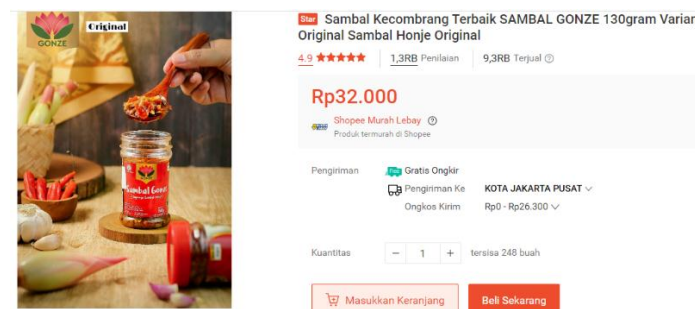 GONZE
Original
Sambal Gonze
Star Sambal Kecombrang Terbaik SAMBAL GONZE 130gram Varian
Original Sambal Honje Original
4.9 1,3RB Penilaian 9,3RB Terjual
Rp32.000
Shopee Murah Lebay
Produk termurah di Shopee
Pengiriman Gratis Ongkir
Pengiriman Ke KOTA JAKARTA PUSAT
Ongkos Kirim Rp0 - Rp26.300
Kuantitas - 1 + tersisa 248 buah
Masukkan Keranjang Beli Sekarang